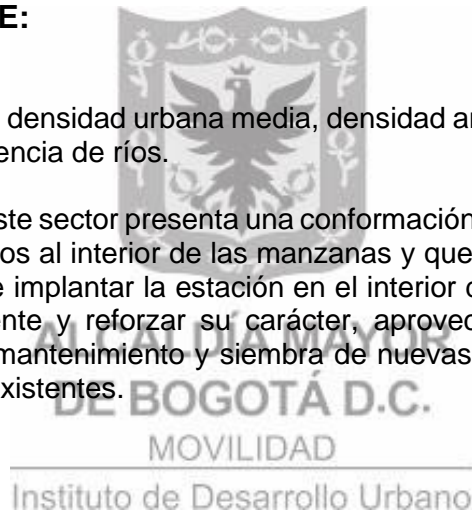 E:
densidad urbana media, densidad ar
encia de ríos.
ste sector presenta una conformación
os al interior de las manzanas y que
e implantar la estación en el interior c
nte y reforzar su carácter, aprovec
mantenimiento y siembra de nuevas
xistentes.
ALCALDÍA MAYOR
DE BOGOTÁ D.C.
MOVILIDAD
Instituto de Desarrollo Urbano